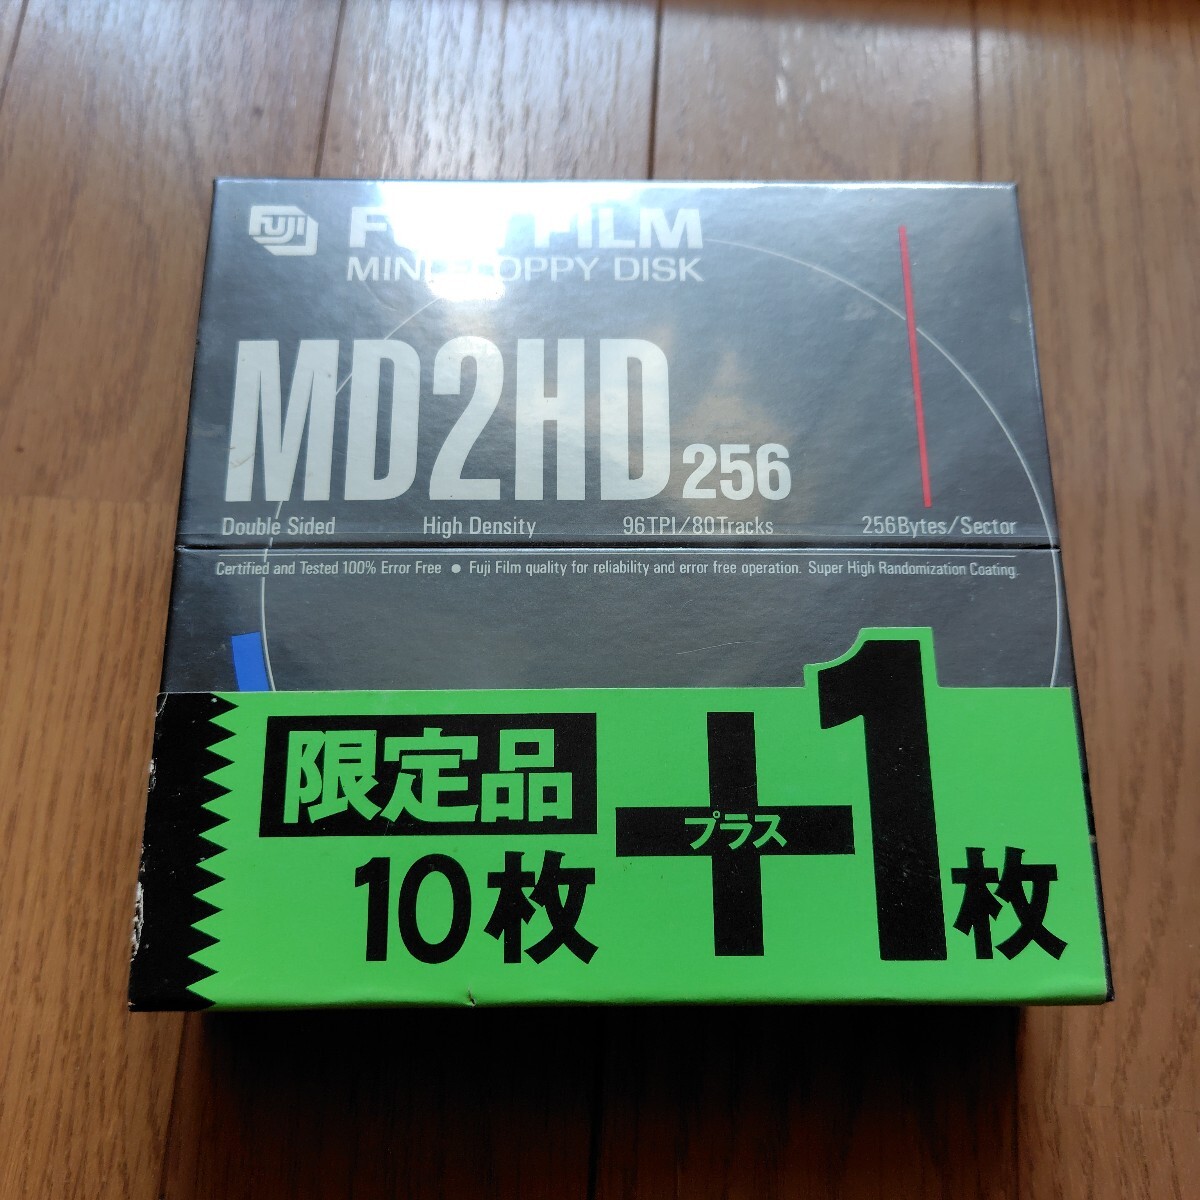 FUJI
FUJI FILM
MINI FLOPPY DISK
MD2HD 256
Double Sided High Density 96TPI/80Tracks 256Bytes/Sector
Certified and Tested 100% Error Free ● Fuji Film quality for reliability and error free operation. Super High Randomization Coating.
限定品
10枚
プラス
1枚